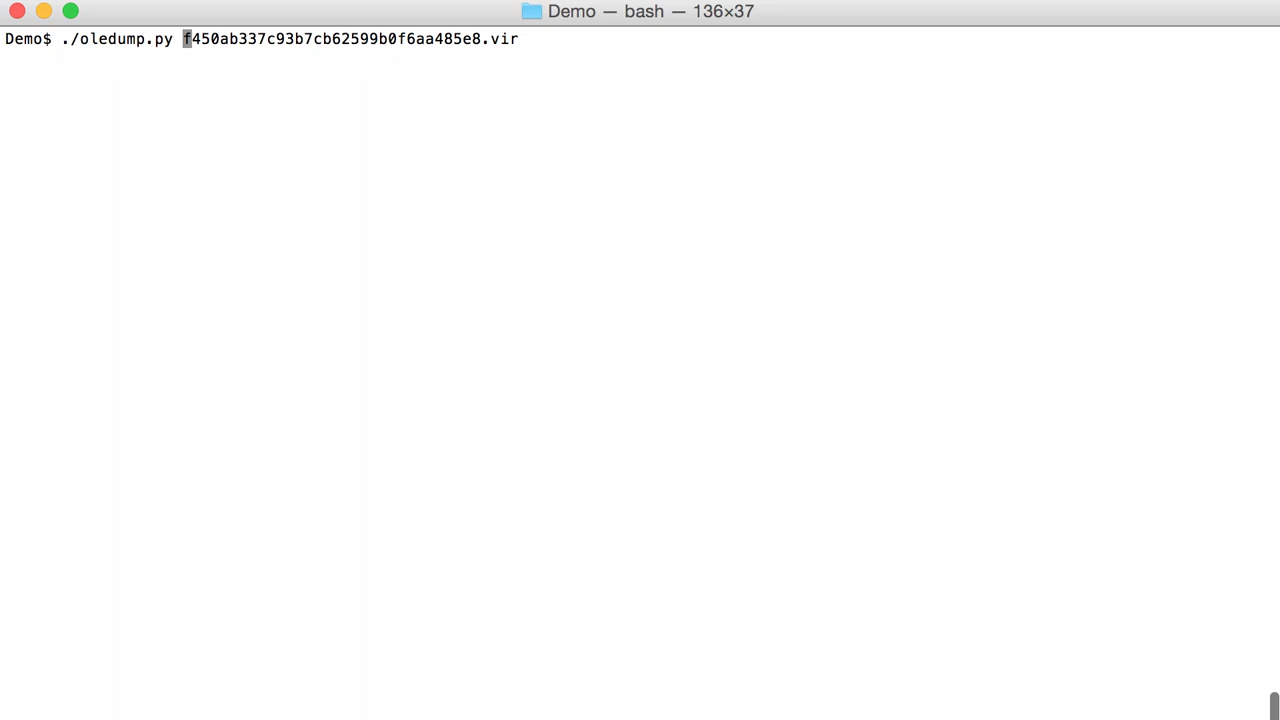 Demo — bash — 136×37
Demo$ ./oledump.py f450ab337c93b7cb62599b0f6aa485e8.vir